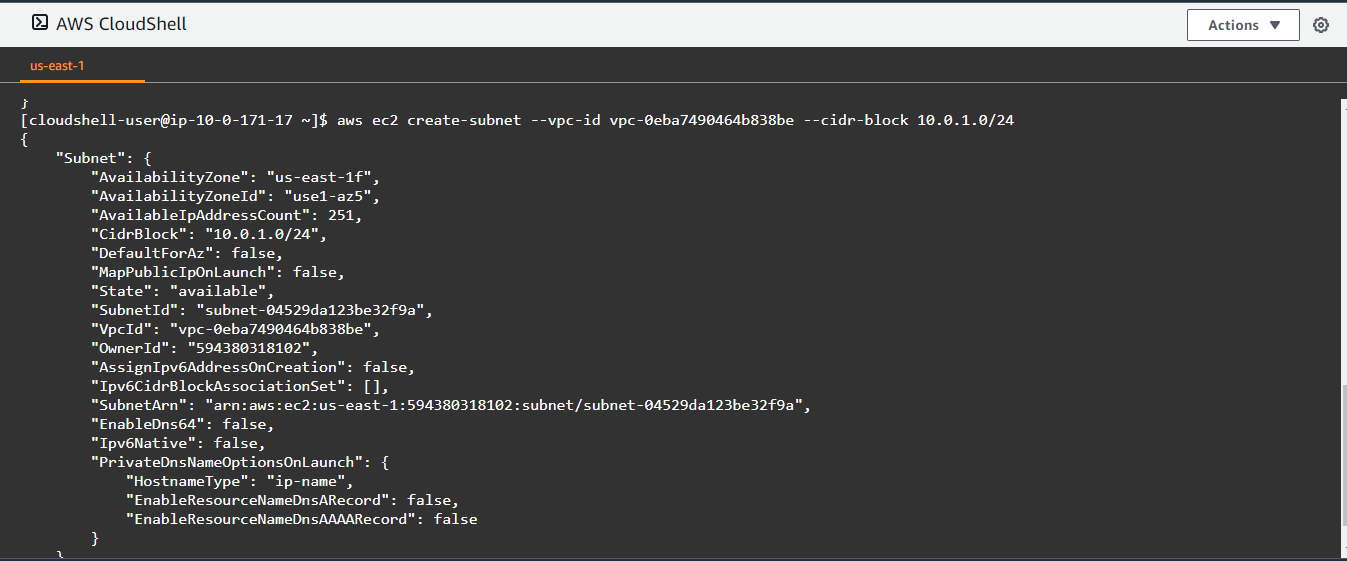 AWS CloudShell
Actions ▼
us-east-1
}
[cloudshell-user@ip-10-0-171-17 ~]$ aws ec2 create-subnet --vpc-id vpc-0eba7490464b838be --cidr-block 10.0.1.0/24
{
    "Subnet": {
        "AvailabilityZone": "us-east-1f",
        "AvailabilityZoneId": "use1-az5",
        "AvailableIpAddressCount": 251,
        "CidrBlock": "10.0.1.0/24",
        "DefaultForAz": false,
        "MapPublicIpOnLaunch": false,
        "State": "available",
        "SubnetId": "subnet-04529da123be32f9a",
        "VpcId": "vpc-0eba7490464b838be",
        "OwnerId": "594380318102",
        "AssignIpv6AddressOnCreation": false,
        "Ipv6CidrBlockAssociationSet": [],
        "SubnetArn": "arn:aws:ec2:us-east-1:594380318102:subnet/subnet-04529da123be32f9a",
        "EnableDns64": false,
        "Ipv6Native": false,
        "PrivateDnsNameOptionsOnLaunch": {
            "HostnameType": "ip-name",
            "EnableResourceNameDnsARecord": false,
            "EnableResourceNameDnsAAAARecord": false
        }
    }